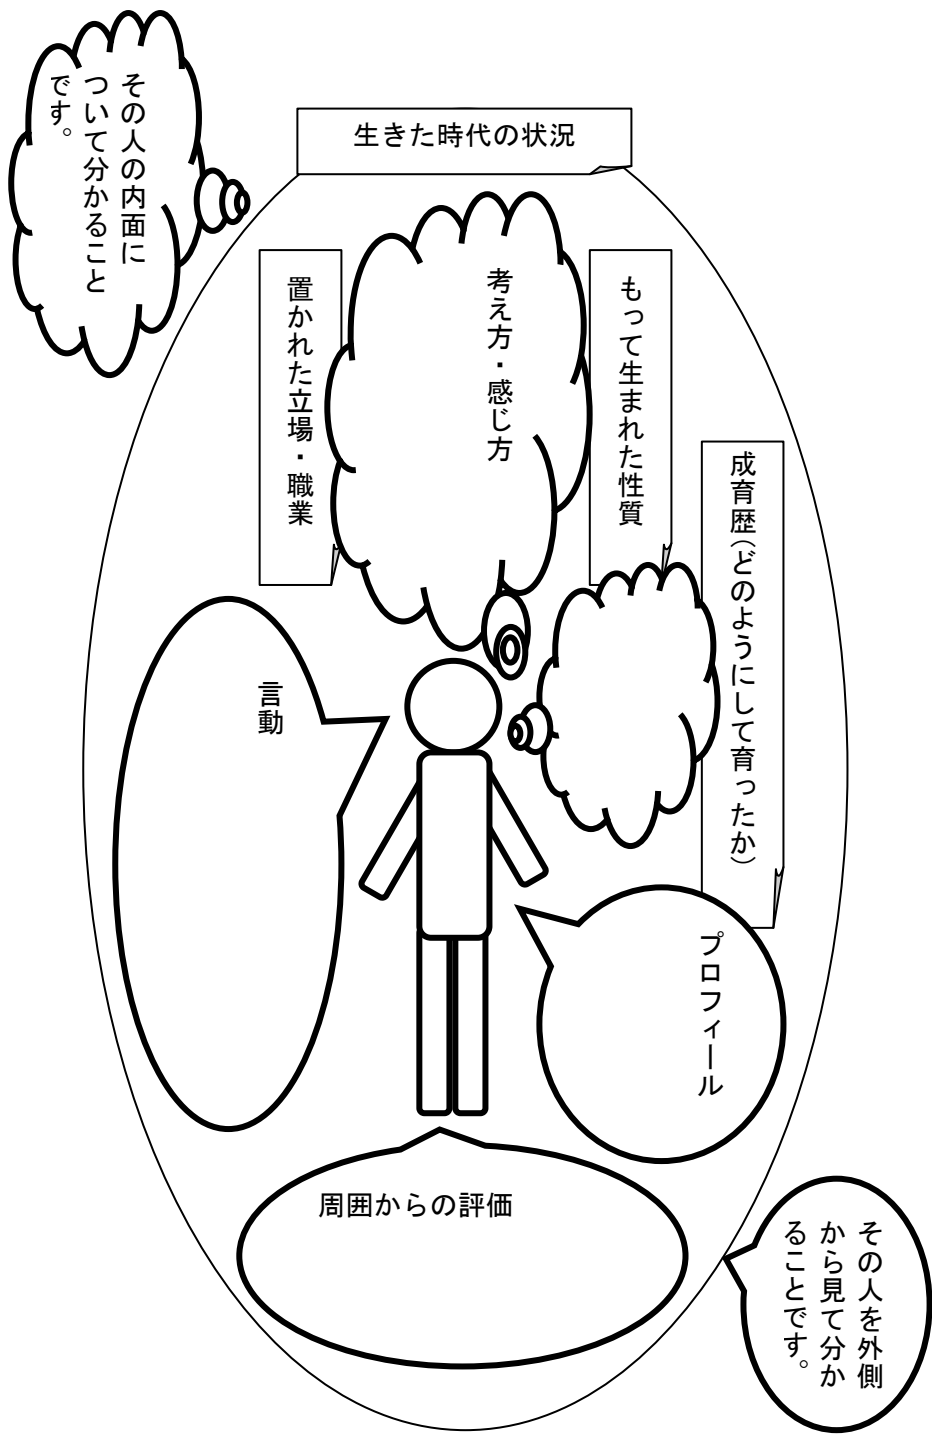 生きた時代の状況
その人の内面に
ついて分かること
です。
もって生まれた性質
考え方・感じ方
置かれた立場・職業
成育歴（どのようにして育ったか）
言動
プロフィール
周囲からの評価
その人を外側
から見て分か
ることです。